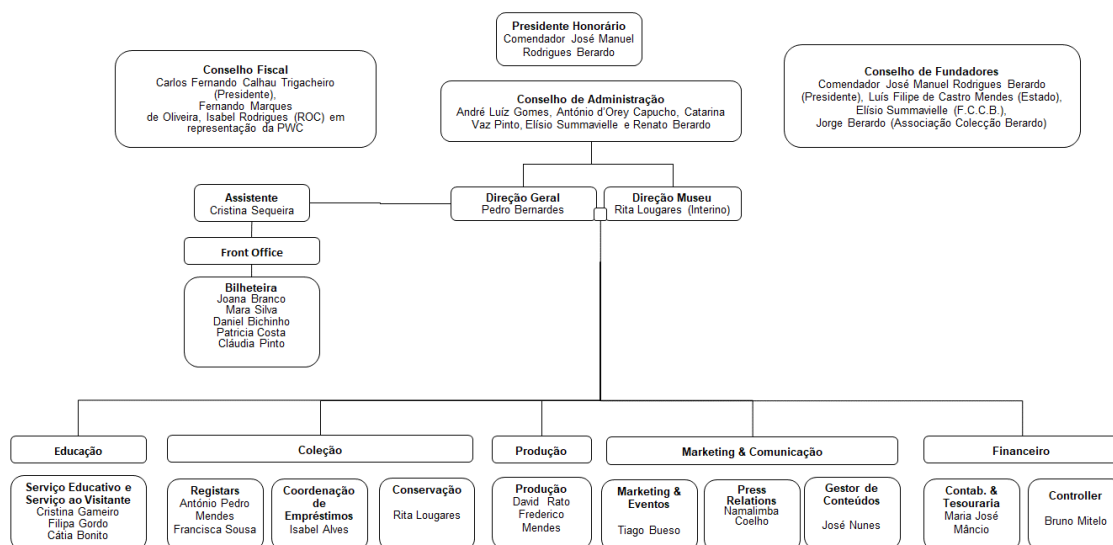 Presidente Honorário
Comendador José Manuel
Rodrigues Berardo
Conselho Fiscal
Carlos Fernando Calhau Trigacheiro
(Presidente),
Fernando Marques
de Oliveira, Isabel Rodrigues (ROC) em
representação da PWC
Conselho de Administração
André Luíz Gomes, António d'Orey Capucho, Catarina
Vaz Pinto, Elísio Summavielle e Renato Berardo
Conselho de Fundadores
Comendador José Manuel Rodrigues Berardo
(Presidente), Luís Filipe de Castro Mendes (Estado),
Elísio Summavielle (F.C.C.B.),
Jorge Berardo (Associação Colecção Berardo)
Assistente
Cristina Sequeira
Direção Geral
Pedro Bernardes
Direção Museu
Rita Lougares (Interino)
Front Office
Bilheteira
Joana Branco
Mara Silva
Daniel Bichinho
Patricia Costa
Cláudia Pinto
Educação
Coleção
Produção
Marketing & Comunicação
Financeiro
Serviço Educativo e
Serviço ao Visitante
Cristina Gameiro
Filipa Gordo
Cátia Bonito
Registars
António Pedro
Mendes
Francisca Sousa
Coordenação
de
Empréstimos
Isabel Alves
Conservação
Rita Lougares
Produção
David Rato
Frederico
Mendes
Marketing &
Eventos
Tiago Bueso
Press
Relations
Namalimba
Coelho
Gestor de
Conteúdos
José Nunes
Contab. &
Tesouraria
Maria José
Mâncio
Controller
Bruno Mitelo